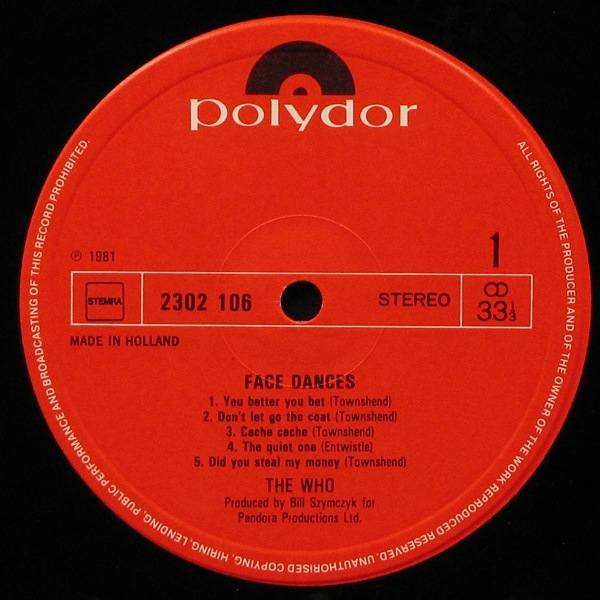 polydor
℗ 1981
1
STEMRA
2302 106
STEREO
33⅓
MADE IN HOLLAND
FACE DANCES
1. You better you bet (Townshend)
2. Don't let go the coat (Townshend)
3. Cache cache (Townshend)
4. The quiet one (Entwistle)
5. Did you steal my money (Townshend)
THE WHO
Produced by Bill Szymczyk for
Pandora Productions Ltd.
ALL RIGHTS OF THE PRODUCER AND OF THE OWNER OF THE WORK REPRODUCED RESERVED. UNAUTHORISED COPYING, HIRING, LENDING, PUBLIC PERFORMANCE AND BROADCASTING OF THIS RECORD PROHIBITED.